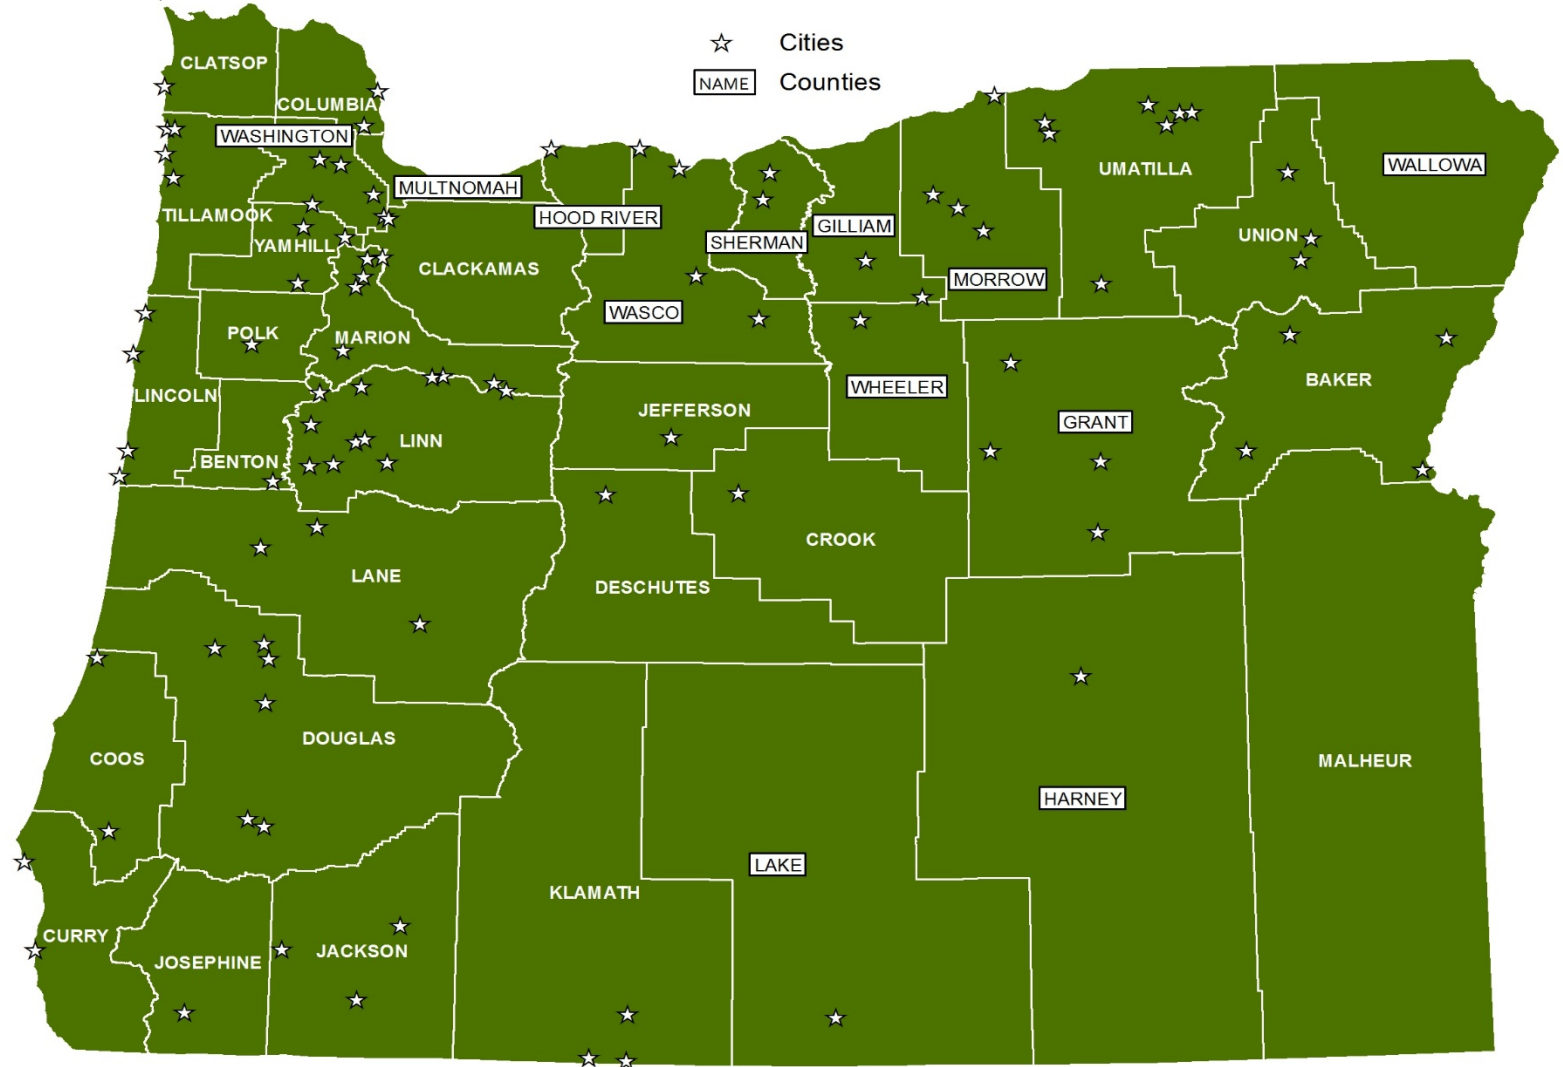 Cities
NAME
Counties
CLATSOP
COLUMBIA
WASHINGTON
MULTNOMAH
TILLAMOOK
YAMHILL
CLACKAMAS
HOOD RIVER
SHERMAN
GILLIAM
MORROW
UMATILLA
UNION
WALLOWA
WASCO
POLK
MARION
LINCOLN
BENTON
LINN
JEFFERSON
WHEELER
GRANT
BAKER
LANE
DESCHUTES
CROOK
COOS
DOUGLAS
HARNEY
MALHEUR
KLAMATH
LAKE
CURRY
JOSEPHINE
JACKSON